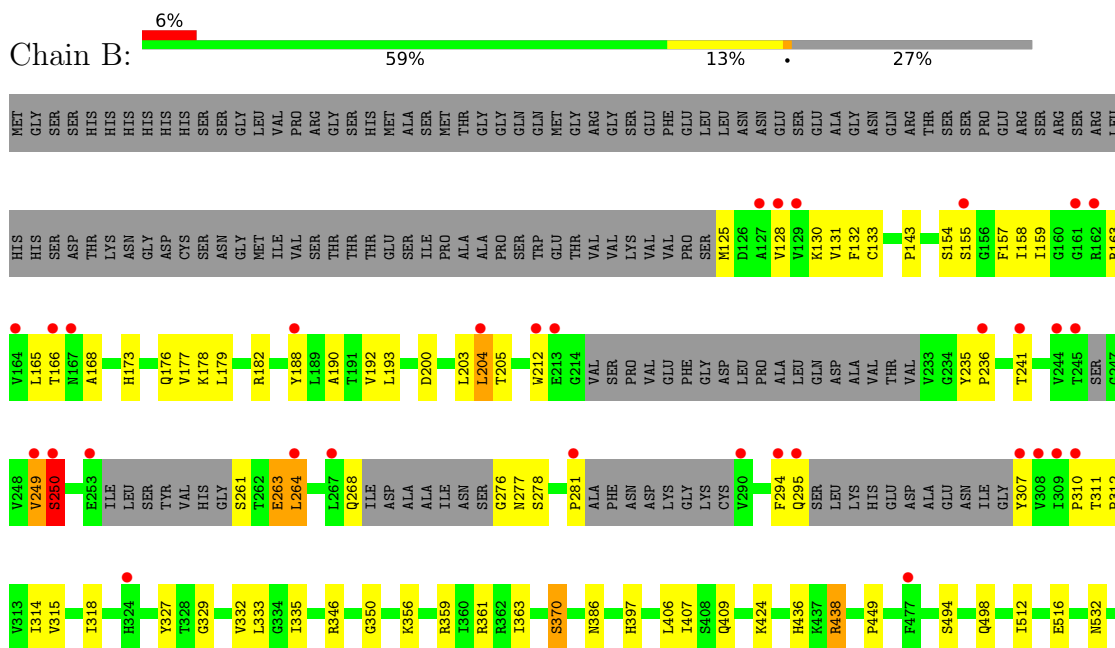 6%
Chain B:
59% 13% • 27%
MET GLY SER SER HIS HIS HIS HIS HIS HIS SER SER GLY LEU VAL PRO ARG GLY SER HIS MET ALA SER MET THR GLY GLY GLN GLN MET GLY ARG GLY SER GLU PHE GLU LEU LEU ASN ASN GLU SER GLU ALA GLY ASN GLN ARG THR SER SER PRO GLU ARG SER ARG SER ARG LEU
HIS HIS SER ASP THR LYS ASN GLY ASP CYS SER ASN GLY MET ILE VAL SER THR THR THR GLU SER ILE PRO ALA ALA PRO SER TRP GLU THR VAL VAL LYS VAL VAL PRO SER M125 D126 A127 V128 V129 K130 V131 F132 C133 P143 S154 S155 G156 F157 I158 I159 G160 G161 R162 R163
V164 L165 T166 N167 A168 H173 Q176 V177 K178 L179 R182 Y188 L189 A190 T191 V192 L193 D200 L203 L204 T205 W212 E213 G214 VAL SER PRO VAL GLU PHE GLY ASP LEU PRO ALA LEU GLN ASP ALA VAL THR VAL V233 G234 Y235 P236 T241 V244 T245 SER G247
V248 V249 S250 E253 ILE LEU SER TYR VAL HIS GLY S261 T262 E263 L264 L267 Q268 ILE ASP ALA ALA ILE ASN SER G276 N277 S278 P281 ALA PHE ASN ASP LYS GLY LYS CYS V290 F294 Q295 SER LEU LYS HIS GLU ASP ALA GLU ASN ILE GLY Y307 V308 I309 P310 T311 P312
V313 I314 V315 I318 H324 Y327 T328 G329 V332 L333 G334 I335 R346 G350 K356 R359 I360 R361 R362 I363 S370 N386 H397 L406 I407 S408 Q409 K424 H436 K437 R438 P449 F477 S494 Q498 I512 E516 N532